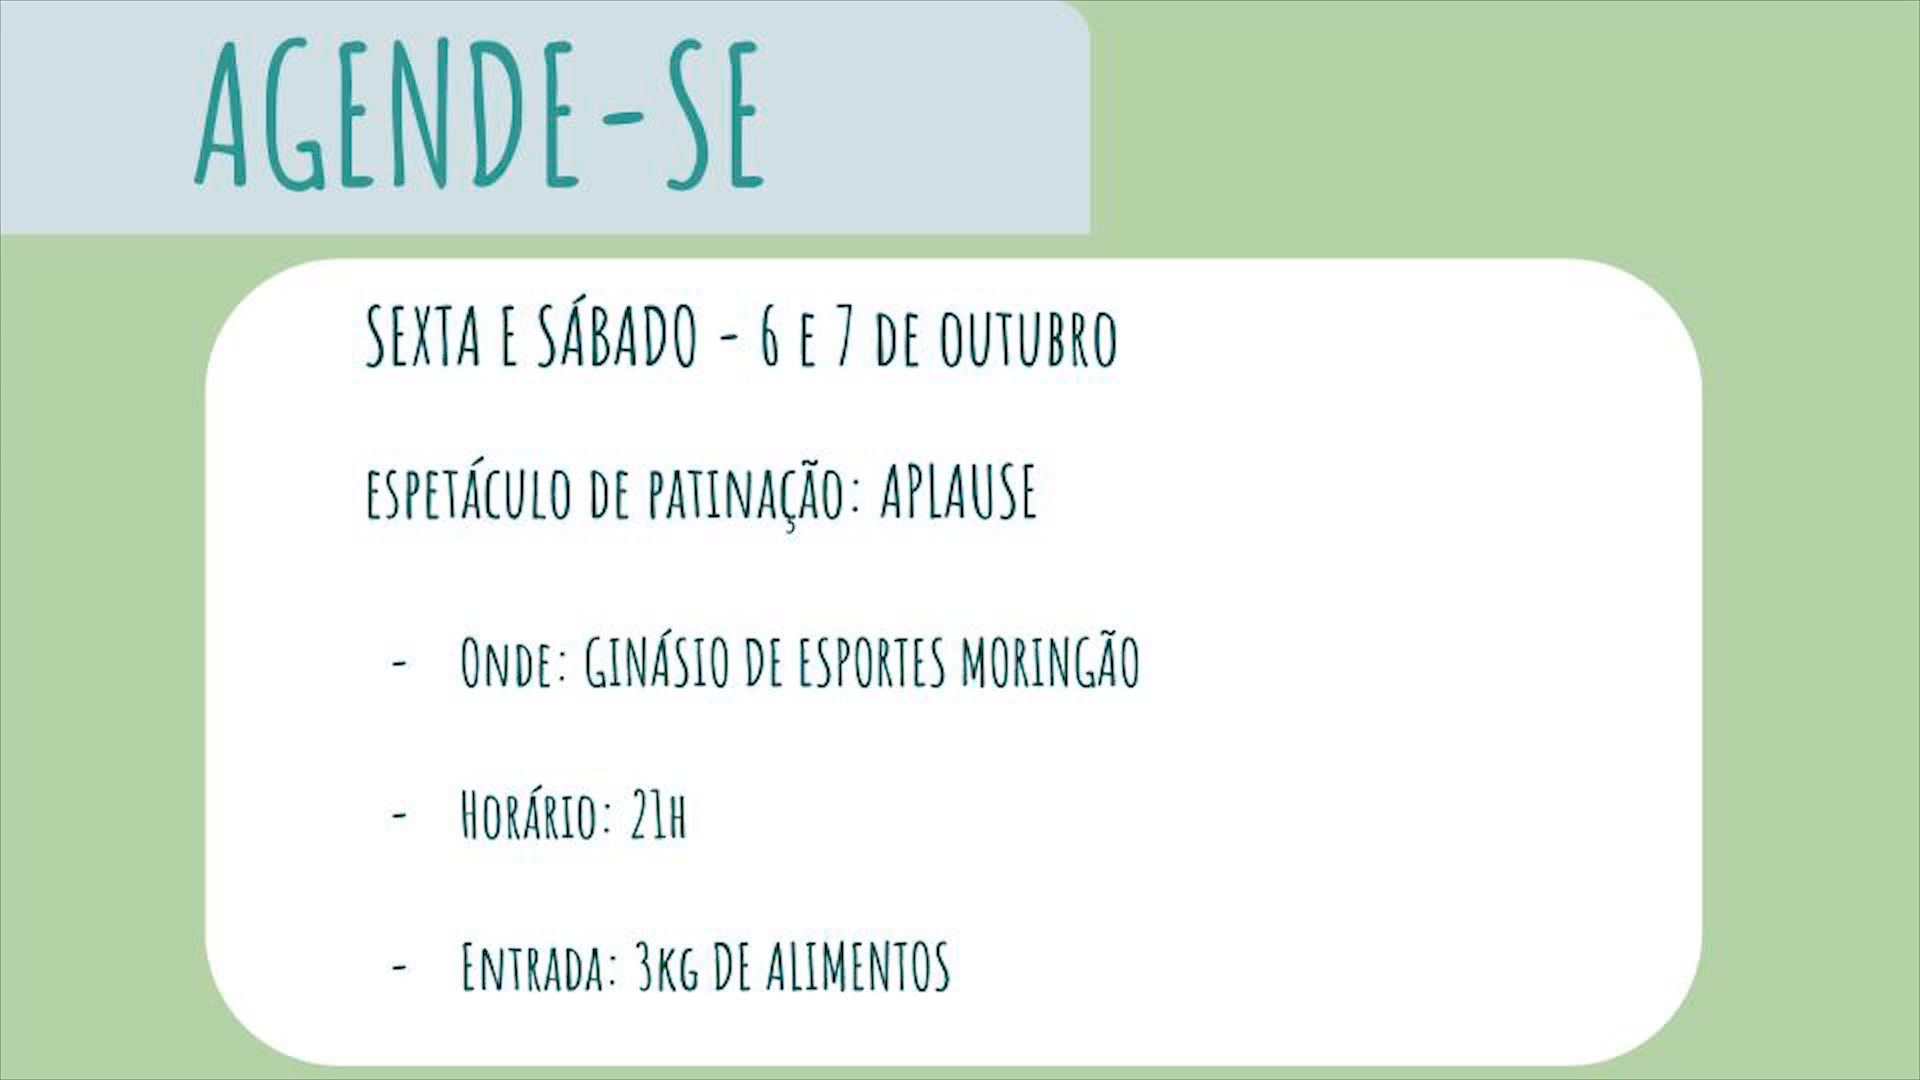 AGENDE-SE
SEXTA E SÁBADO - 6 E 7 DE OUTUBRO
ESPETÁCULO DE PATINAÇÃO: APLAUSE
- ONDE: GINÁSIO DE ESPORTES MORINGÃO
- HORÁRIO: 21H
- ENTRADA: 3KG DE ALIMENTOS